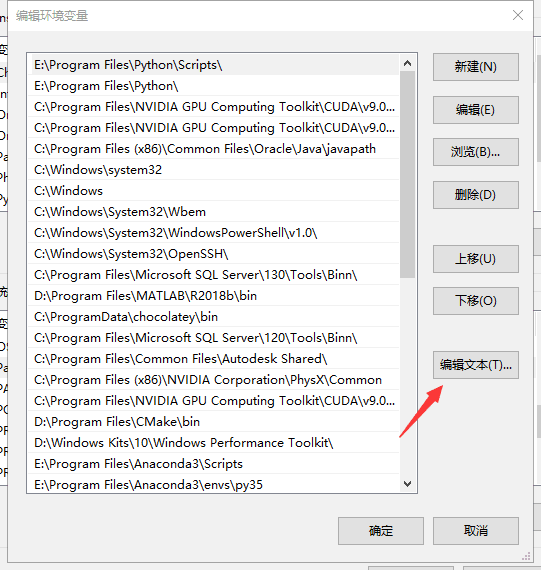 编辑环境变量
E:\Program Files\Python\Scripts\
E:\Program Files\Python\
C:\Program Files\NVIDIA GPU Computing Toolkit\CUDA\v9.0...
C:\Program Files\NVIDIA GPU Computing Toolkit\CUDA\v9.0...
C:\Program Files (x86)\Common Files\Oracle\Java\javapath
C:\Windows\system32
C:\Windows
C:\Windows\System32\Wbem
C:\Windows\System32\WindowsPowerShell\v1.0\
C:\Windows\System32\OpenSSH\
C:\Program Files\Microsoft SQL Server\130\Tools\Binn\
D:\Program Files\MATLAB\R2018b\bin
C:\ProgramData\chocolatey\bin
C:\Program Files\Microsoft SQL Server\120\Tools\Binn\
C:\Program Files\Common Files\Autodesk Shared\
C:\Program Files (x86)\NVIDIA Corporation\PhysX\Common
C:\Program Files\NVIDIA GPU Computing Toolkit\CUDA\v9.0...
D:\Program Files\CMake\bin
D:\Windows Kits\10\Windows Performance Toolkit\
E:\Program Files\Anaconda3\Scripts
E:\Program Files\Anaconda3\envs\py35
新建(N)
编辑(E)
浏览(B)...
删除(D)
上移(U)
下移(O)
编辑文本(T)...
确定
取消